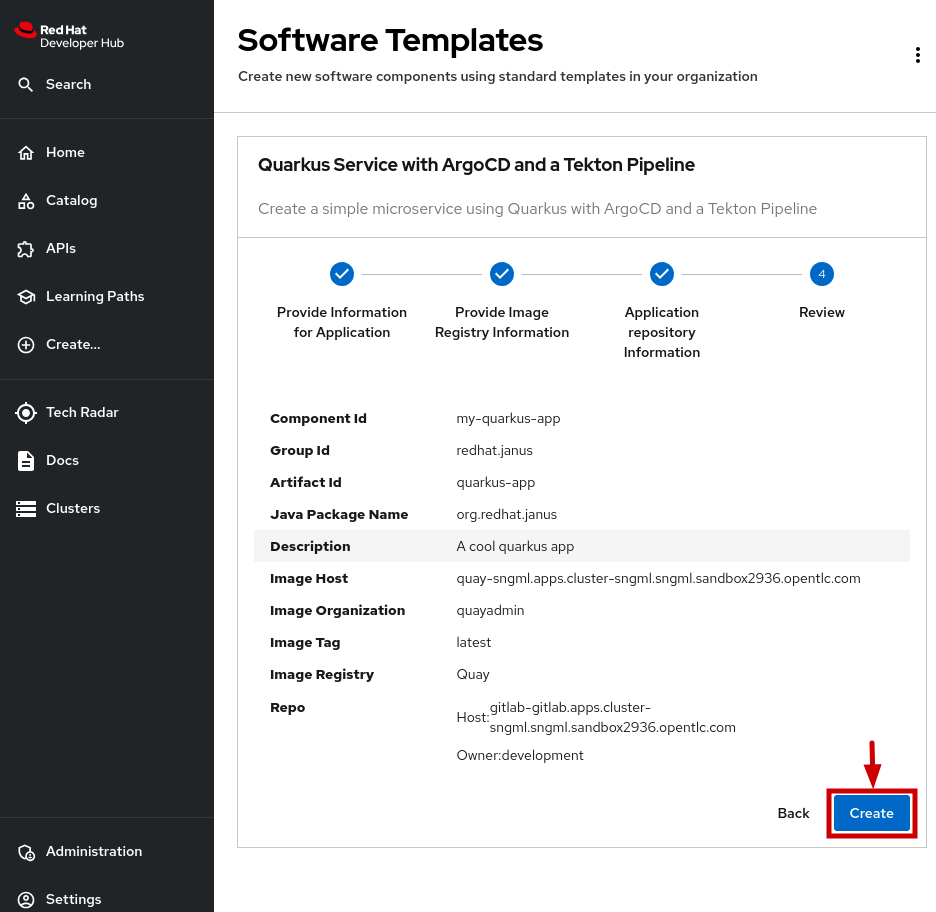 Red Hat
Developer Hub
Search
Home
Catalog
APIs
Learning Paths
Create...
Tech Radar
Docs
Clusters
Administration
Settings
Software Templates
Create new software components using standard templates in your organization
Quarkus Service with ArgoCD and a Tekton Pipeline
Create a simple microservice using Quarkus with ArgoCD and a Tekton Pipeline
4
Provide Information
for Application
Provide Image
Registry Information
Application
repository
Information
Review
Component Id my-quarkus-app
Group Id redhat.janus
Artifact Id quarkus-app
Java Package Name org.redhat.janus
Description A cool quarkus app
Image Host quay-sngml.apps.cluster-sngml.sngml.sandbox2936.opentlc.com
Image Organization quayadmin
Image Tag latest
Image Registry Quay
Repo
Host: gitlab-gitlab.apps.cluster-
sngml.sngml.sandbox2936.opentlc.com
Owner:development
Back Create